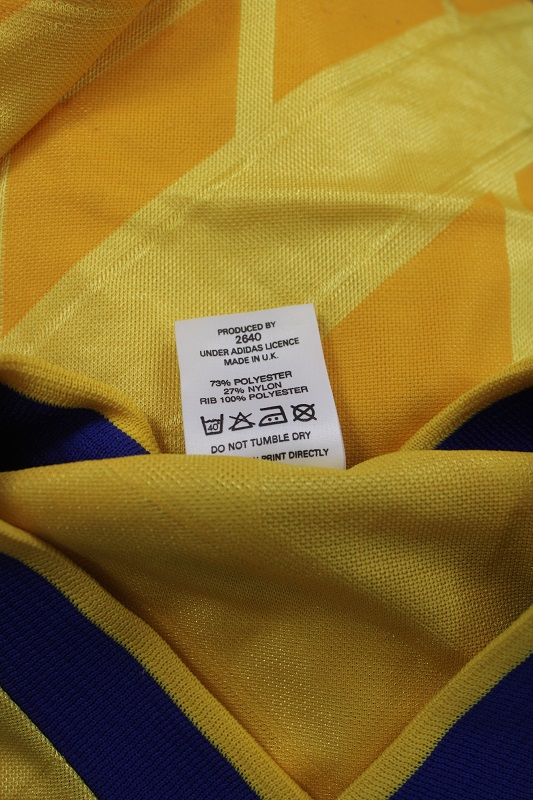 PRODUCED BY
2640
UNDER ADIDAS LICENCE
MADE IN U.K.
73% POLYESTER
27% NYLON
RIB 100% POLYESTER
40
DO NOT TUMBLE DRY
PRINT DIRECTLY